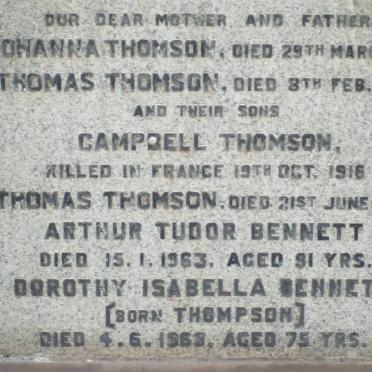 OUR DEAR MOTHER AND FATHER
OHANNA THOMSON, DIED 29TH MARC
THOMAS THOMSON, DIED 8TH FEB.
AND THEIR SONS
CAMPBELL THOMSON,
KILLED IN FRANCE 19TH OCT. 1916
THOMAS THOMSON, DIED 21ST JUNE
ARTHUR TUDOR BENNETT
DIED 15.1.1963, AGED 91 YRS.
DOROTHY ISABELLA BENNET
[BORN THOMPSON]
DIED 4.6.1963, AGED 75 YRS.